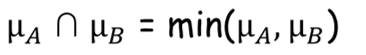 μ_A ∩ μ_B = min(μ_A, μ_B)